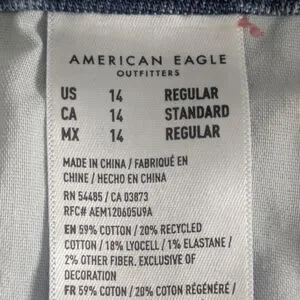 AMERICAN EAGLE
OUTFITTERS
US 14 REGULAR
CA 14 STANDARD
MX 14 REGULAR
MADE IN CHINA / FABRIQUÉ EN
CHINE / HECHO EN CHINA
RN 54485 / CA 03873
RFC# AEM120605U9A
EN 59% COTTON / 20% RECYCLED
COTTON / 18% LYOCELL / 1% ELASTANE /
2% OTHER FIBER. EXCLUSIVE OF
DECORATION
FR 59% COTON / 20% COTON RÉGÉNÉRÉ /